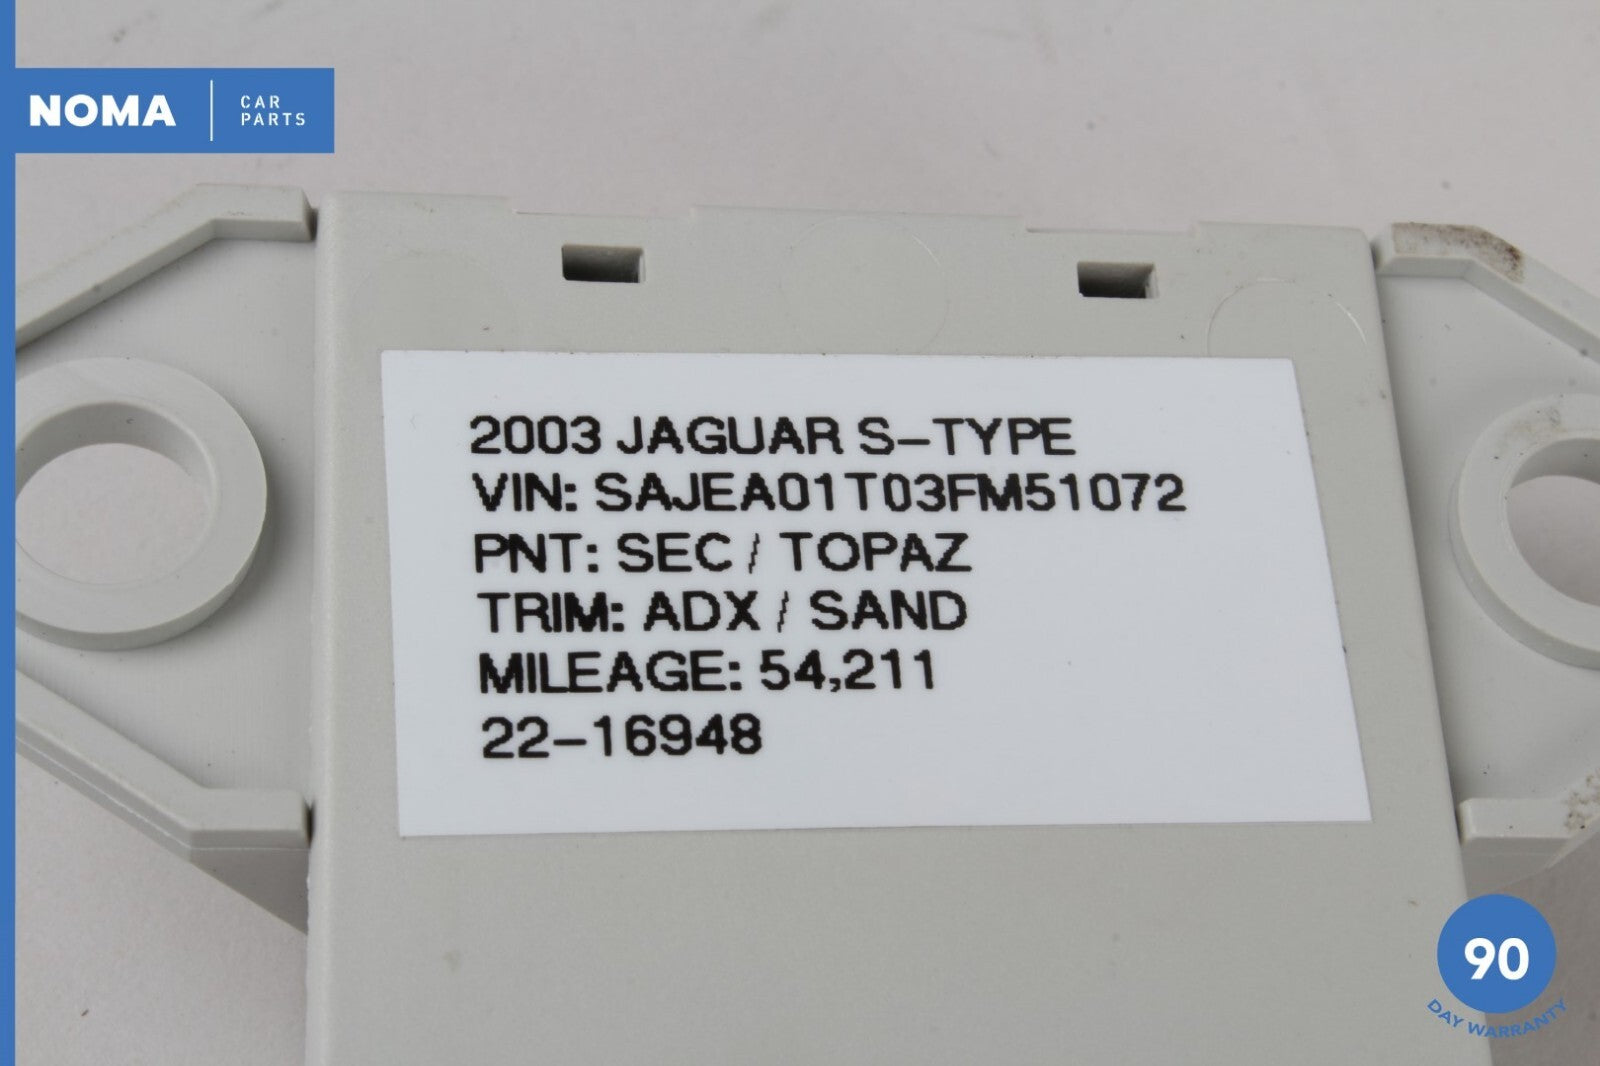 NOMA
CAR
PARTS
2003 JAGUAR S-TYPE
VIN: SAJEA01T03FM51072
PNT: SEC / TOPAZ
TRIM: ADX / SAND
MILEAGE: 54,211
22-16948
90
DAY WARRANTY